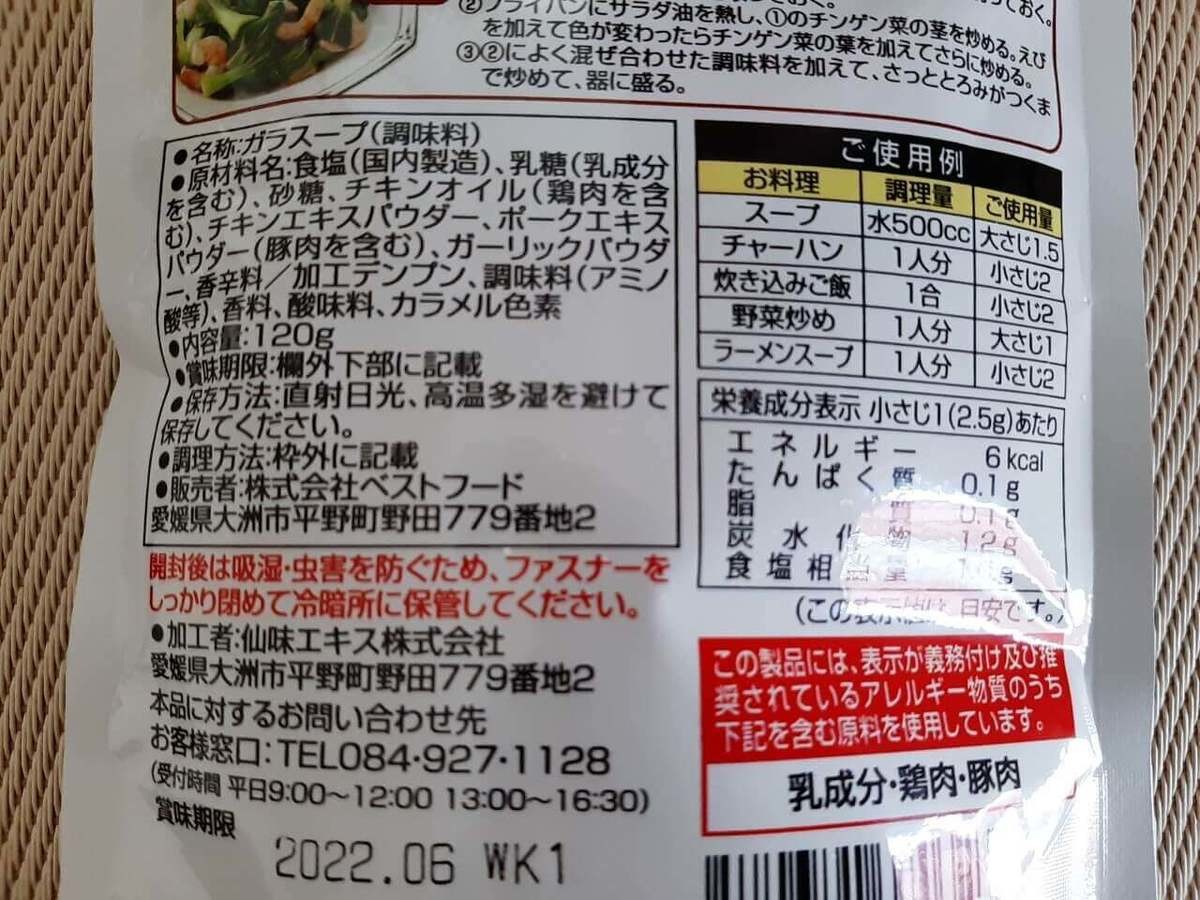 ②フライパンにサラダ油を熱し、①のチンゲン菜の茎を炒める。えび
を加えて色が変わったらチンゲン菜の葉を加えてさらに炒める。
③②によく混ぜ合わせた調味料を加えて、さっととろみがつくま
で炒めて、器に盛る。
●名称:ガラスープ(調味料)
●原材料名:食塩(国内製造)、乳糖(乳成分
を含む)、砂糖、チキンオイル(鶏肉を含
む)、チキンエキスパウダー、ポークエキス
パウダー(豚肉を含む)、ガーリックパウダ
ー、香辛料/加工デンプン、調味料(アミノ
酸等)、香料、酸味料、カラメル色素
●内容量:120g
●賞味期限:欄外下部に記載
●保存方法:直射日光、高温多湿を避けて
保存してください。
●調理方法:枠外に記載
●販売者:株式会社ベストフード
愛媛県大洲市平野町野田779番地2
開封後は吸湿・虫害を防ぐため、ファスナーを
しっかり閉めて冷暗所に保管してください。
●加工者:仙味エキス株式会社
愛媛県大洲市平野町野田779番地2
本品に対するお問い合わせ先
お客様窓口:TEL084・927・1128
(受付時間 平日9:00〜12:00 13:00〜16:30)
賞味期限
2022.06 WK1
ご使用例
お料理 調理量 ご使用量
スープ 水500cc 大さじ1.5
チャーハン 1人分 小さじ2
炊き込みご飯 1合 小さじ2
野菜炒め 1人分 大さじ1
ラーメンスープ 1人分 小さじ2
栄養成分表示 小さじ1(2.5g)あたり
エネルギー 6kcal
たんぱく質 0.1g
脂質 0.1g
炭水化物 1.2g
食塩相当量
(この表示値は、目安です。)
この製品には、表示が義務付け及び推
奨されているアレルギー物質のうち
下記を含む原料を使用しています。
乳成分・鶏肉・豚肉